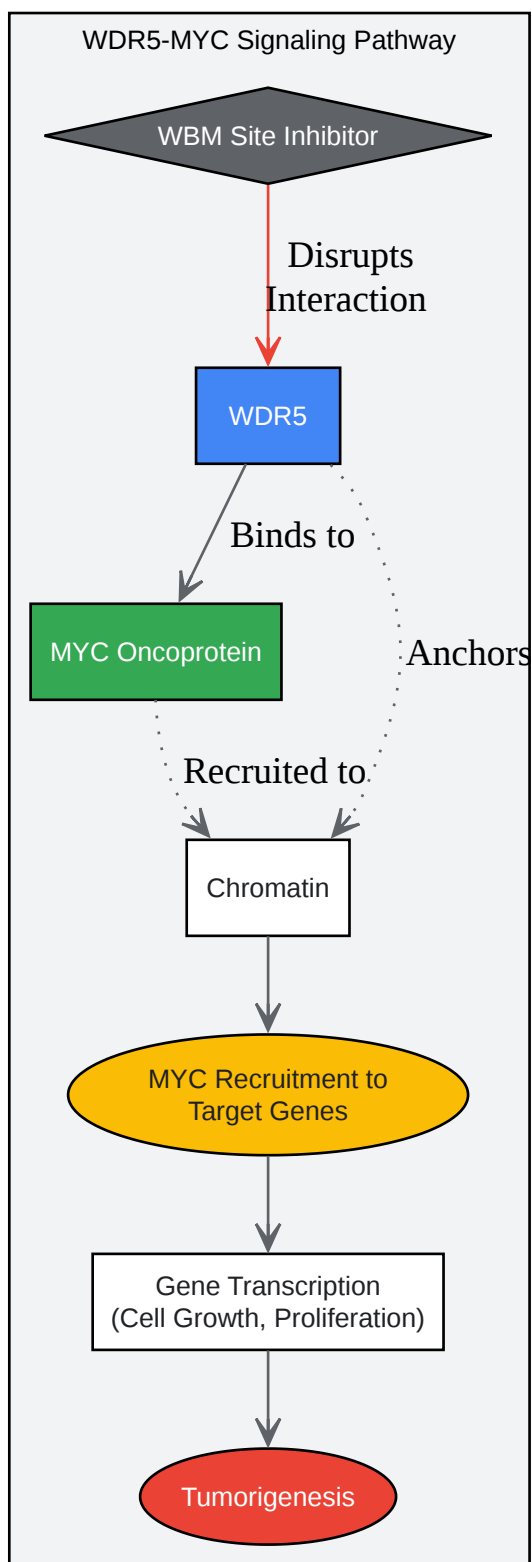 WDR5-MYC Signaling Pathway
WBM Site Inhibitor
Disrupts
Interaction
WDR5
Binds to
MYC Oncoprotein
Anchors
Recruited to
Chromatin
MYC Recruitment to
Target Genes
Gene Transcription
(Cell Growth, Proliferation)
Tumorigenesis